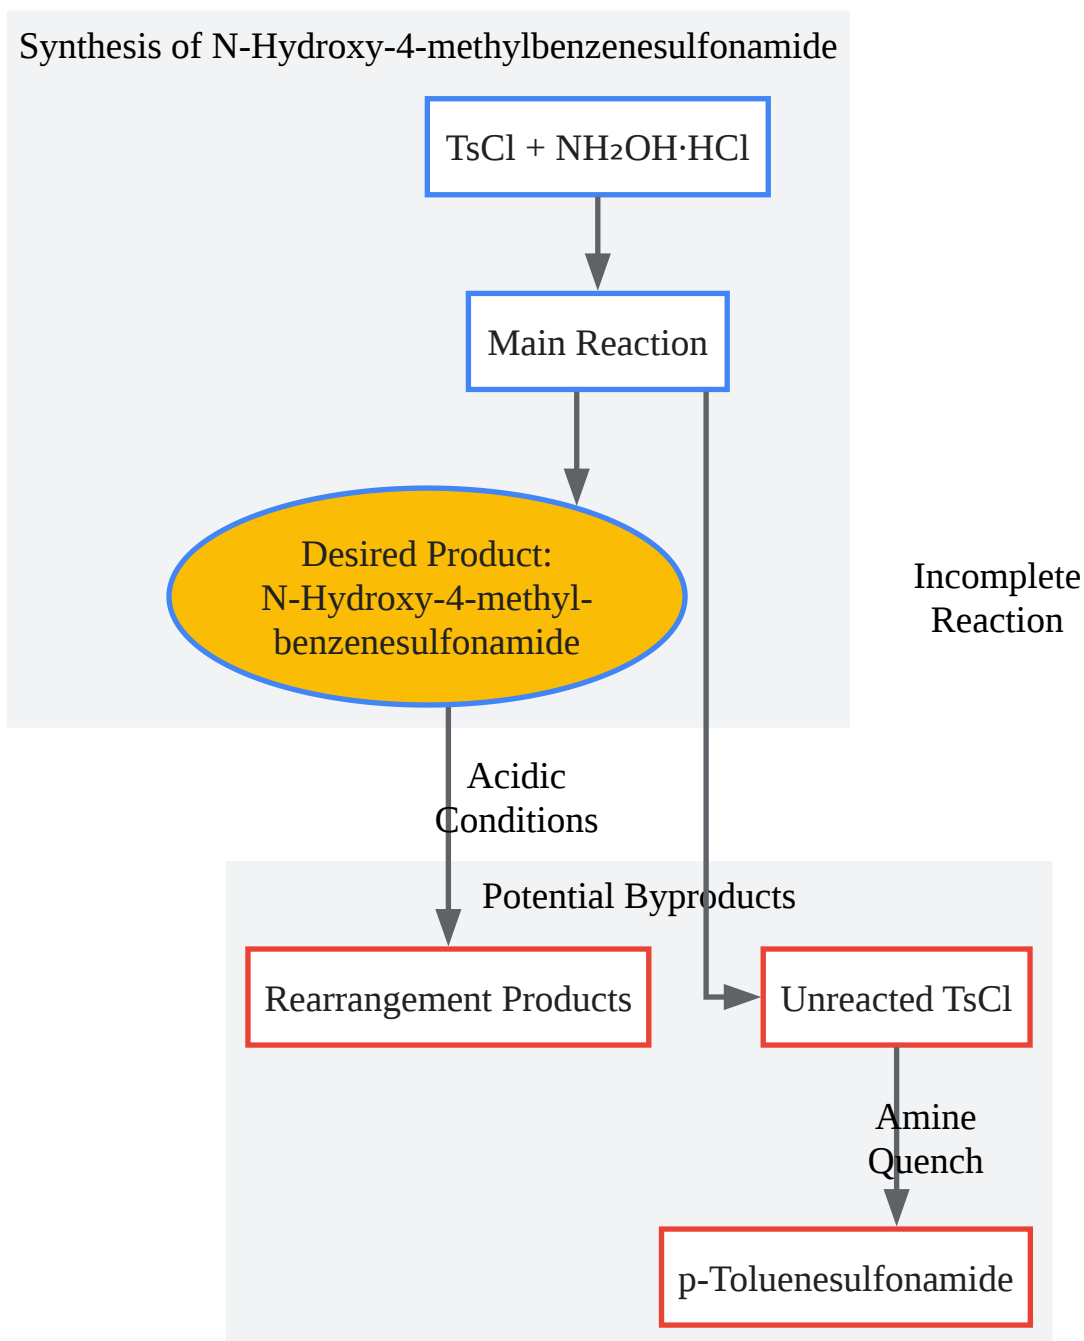 Synthesis of N-Hydroxy-4-methylbenzenesulfonamide
TsCl + NH₂OH·HCl
Main Reaction
Desired Product:
N-Hydroxy-4-methyl-
benzenesulfonamide
Incomplete
Reaction
Acidic
Conditions
Potential Byproducts
Rearrangement Products
Unreacted TsCl
Amine
Quench
p-Toluenesulfonamide